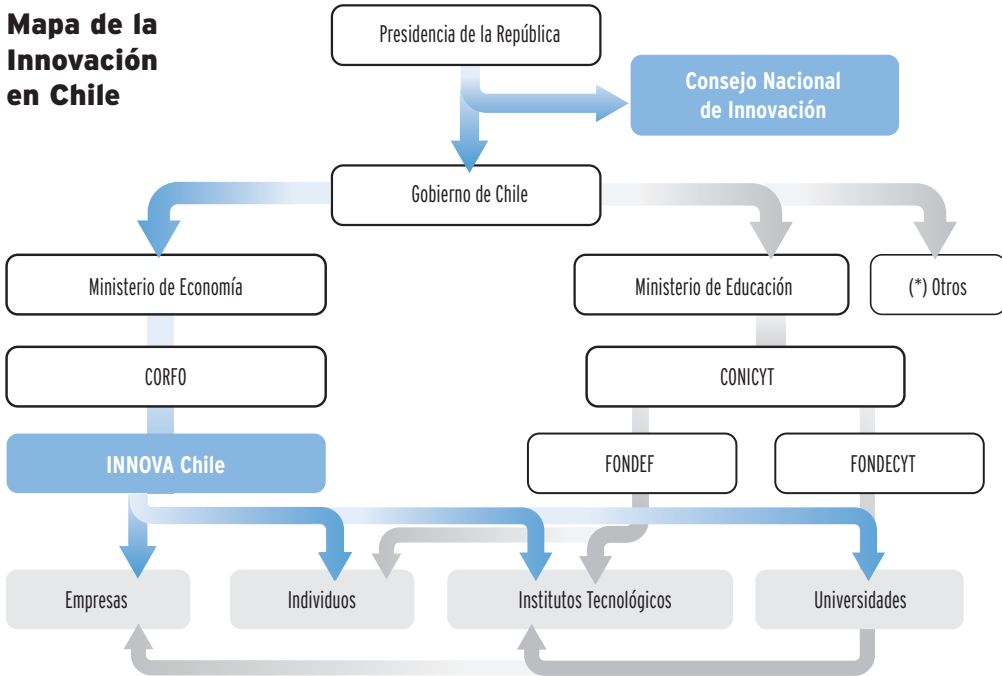 Mapa de la
Innovación
en Chile
Presidencia de la República
Consejo Nacional
de Innovación
Gobierno de Chile
Ministerio de Economía
Ministerio de Educación
(*) Otros
CORFO
CONICYT
INNOVA Chile
FONDEF
FONDECYT
Empresas
Individuos
Institutos Tecnológicos
Universidades